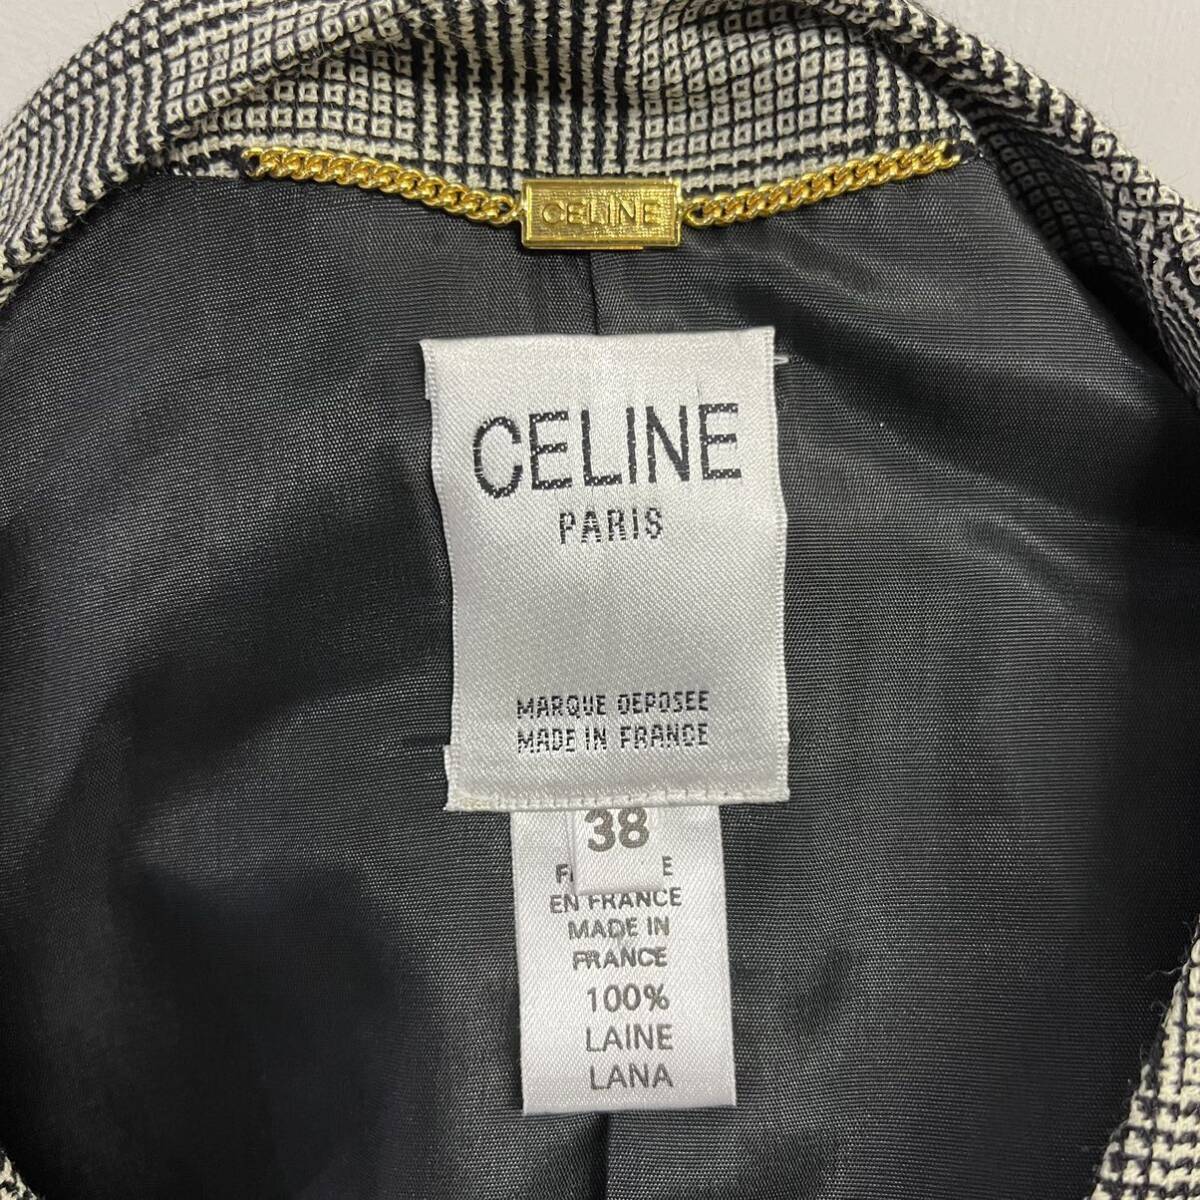 CELINE
CELINE
PARIS
MARQUE DEPOSEE
MADE IN FRANCE
38
EN FRANCE
MADE IN
FRANCE
100%
LAINE
LANA